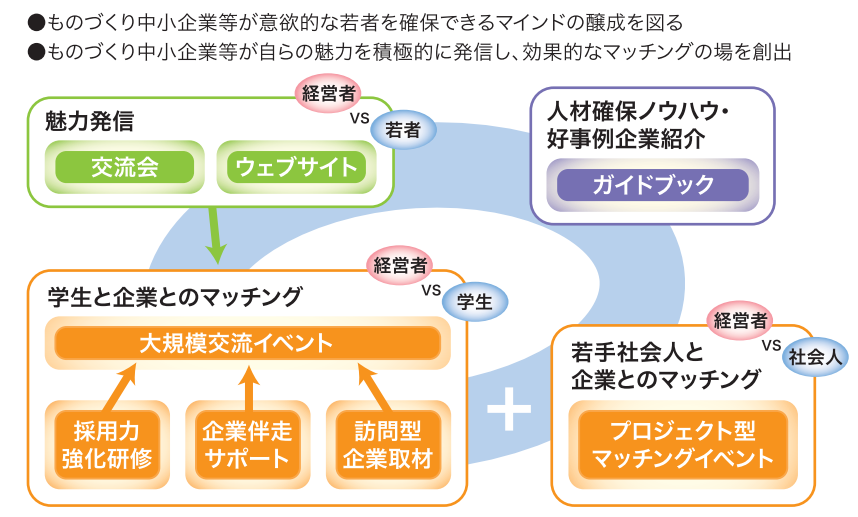 ●ものづくり中小企業等が意欲的な若者を確保できるマインドの醸成を図る
●ものづくり中小企業等が自らの魅力を積極的に発信し、効果的なマッチングの場を創出
経営者
vs
若者
魅力発信
交流会
ウェブサイト
人材確保ノウハウ・
好事例企業紹介
ガイドブック
経営者
vs
学生
学生と企業とのマッチング
大規模交流イベント
採用力
強化研修
企業伴走
サポート
訪問型
企業取材
+
経営者
vs
社会人
若手社会人と
企業とのマッチング
プロジェクト型
マッチングイベント